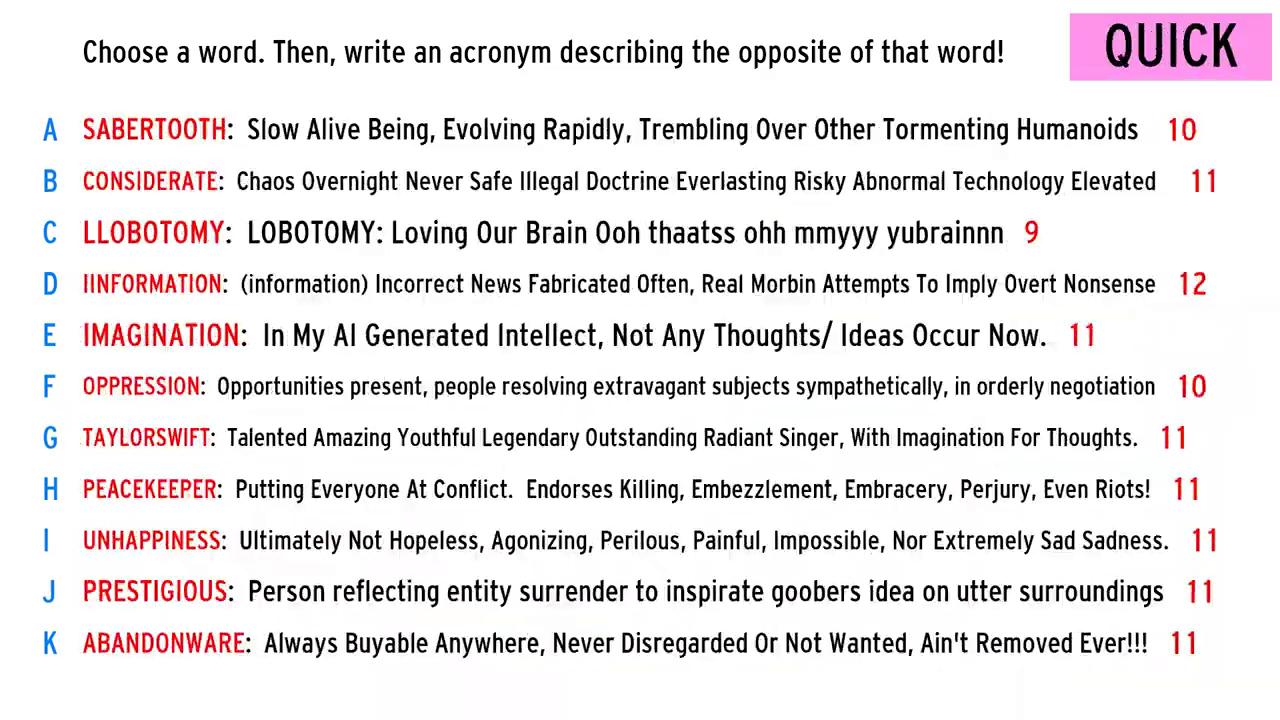 Choose a word. Then, write an acronym describing the opposite of that word!
QUICK
A SABERTOOTH: Slow Alive Being, Evolving Rapidly, Trembling Over Other Tormenting Humanoids 10
B CONSIDERATE: Chaos Overnight Never Safe Illegal Doctrine Everlasting Risky Abnormal Technology Elevated 11
C LLOBOTOMY: LOBOTOMY: Loving Our Brain Ooh thaatss ohh mmyyy yubrainnn 9
D IINFORMATION: (information) Incorrect News Fabricated Often, Real Morbin Attempts To Imply Overt Nonsense 12
E IMAGINATION: In My AI Generated Intellect, Not Any Thoughts/ Ideas Occur Now. 11
F OPPRESSION: Opportunities present, people resolving extravagant subjects sympathetically, in orderly negotiation 10
G TAYLORSWIFT: Talented Amazing Youthful Legendary Outstanding Radiant Singer, With Imagination For Thoughts. 11
H PEACEKEEPER: Putting Everyone At Conflict. Endorses Killing, Embezzlement, Embracery, Perjury, Even Riots! 11
I UNHAPPINESS: Ultimately Not Hopeless, Agonizing, Perilous, Painful, Impossible, Nor Extremely Sad Sadness. 11
J PRESTIGIOUS: Person reflecting entity surrender to inspirate goobers idea on utter surroundings 11
K ABANDONWARE: Always Buyable Anywhere, Never Disregarded Or Not Wanted, Ain't Removed Ever!!! 11